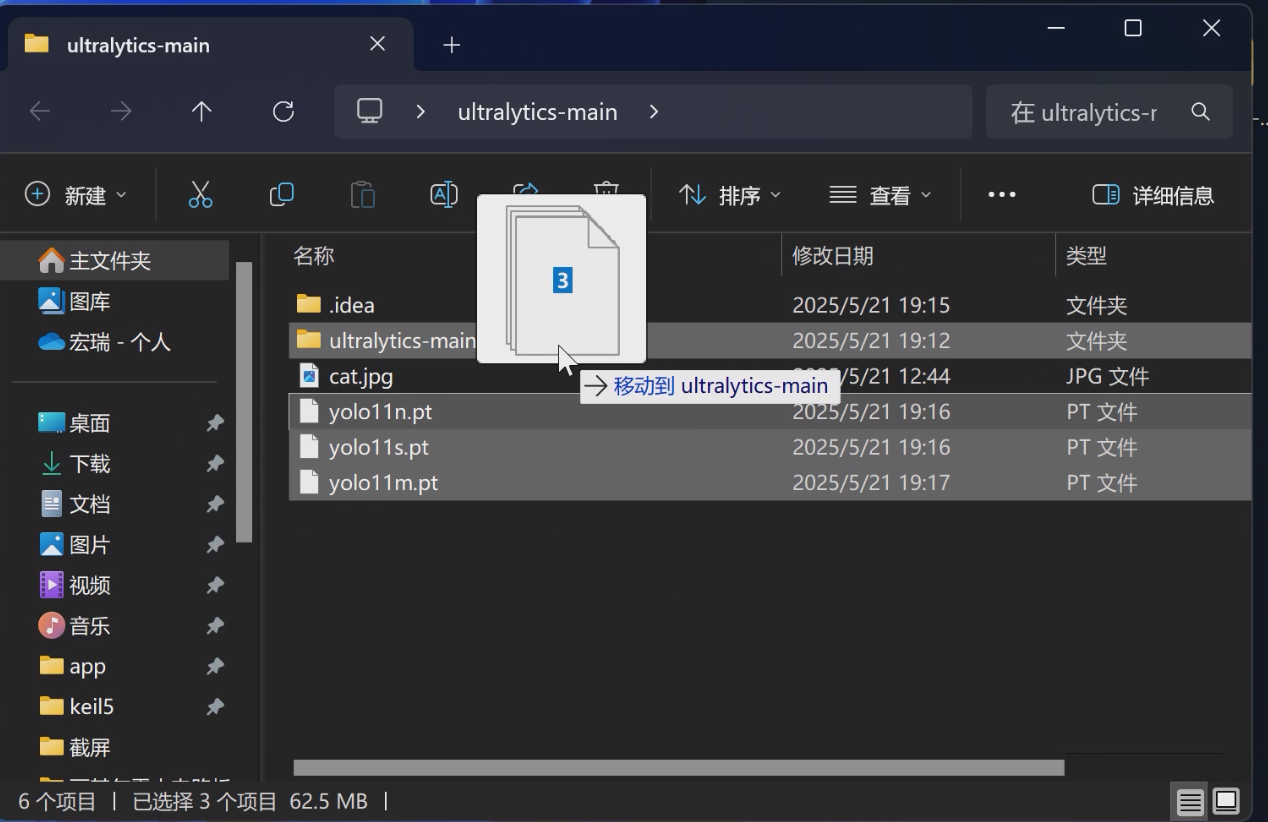 ultralytics-main
ultralytics-main
在 ultralytics-r
新建
排序
查看
详细信息
主文件夹
图库
宏瑞 - 个人
桌面
下载
文档
图片
视频
音乐
app
keil5
截屏
名称 修改日期 类型
.idea 2025/5/21 19:15 文件夹
ultralytics-main 2025/5/21 19:12 文件夹
cat.jpg /5/21 12:44 JPG 文件
yolo11n.pt 2025/5/21 19:16 PT 文件
yolo11s.pt 2025/5/21 19:16 PT 文件
yolo11m.pt 2025/5/21 19:17 PT 文件
3
移动到 ultralytics-main
6 个项目 | 已选择 3 个项目 62.5 MB |